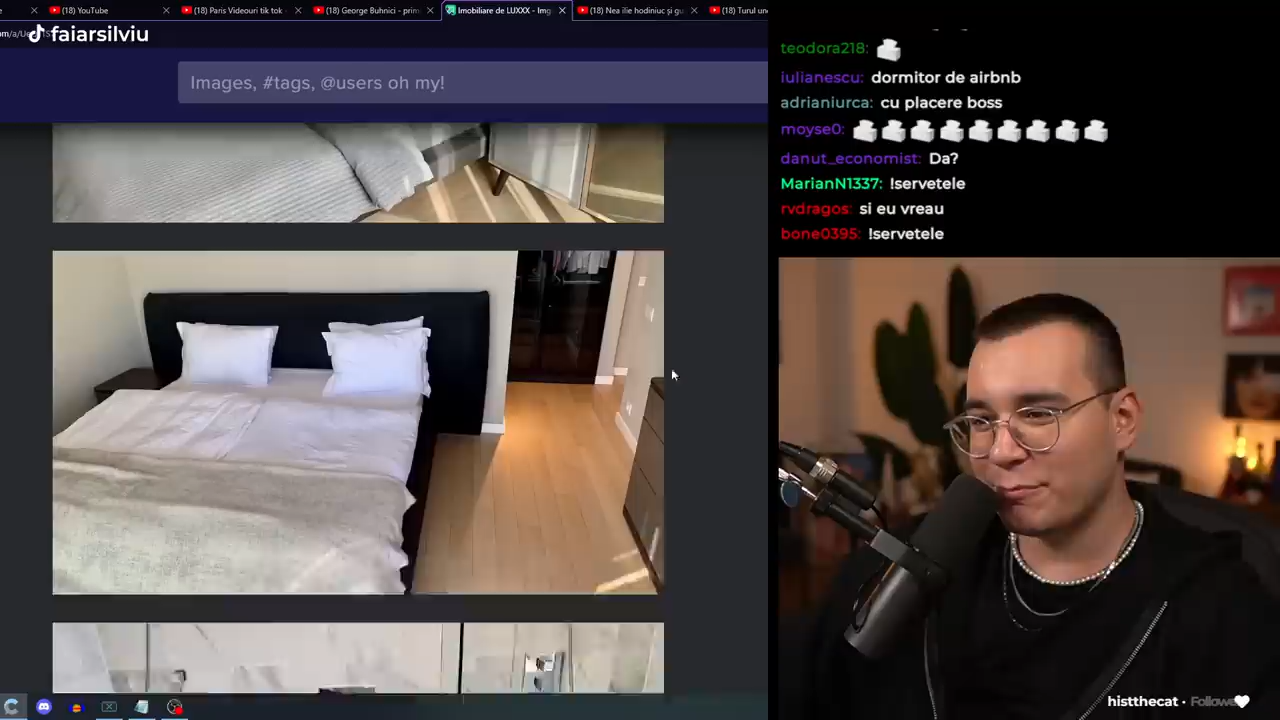 (18) YouTube
(18) Paris Videouri tik tok -
(18) George Buhnici - prim
Imobiliare de LUXXX - Img
(18) Nea ilie hodiniuc și gu
(18) Turul une
faiarsilviu
Images, #tags, @users oh my!
teodora218:
iulianescu: dormitor de airbnb
adrianiurca: cu placere boss
moyse0:
danut_economist: Da?
MarianN1337: !servetele
rvdragos: si eu vreau
bone0395: !servetele
histthecat · Followe